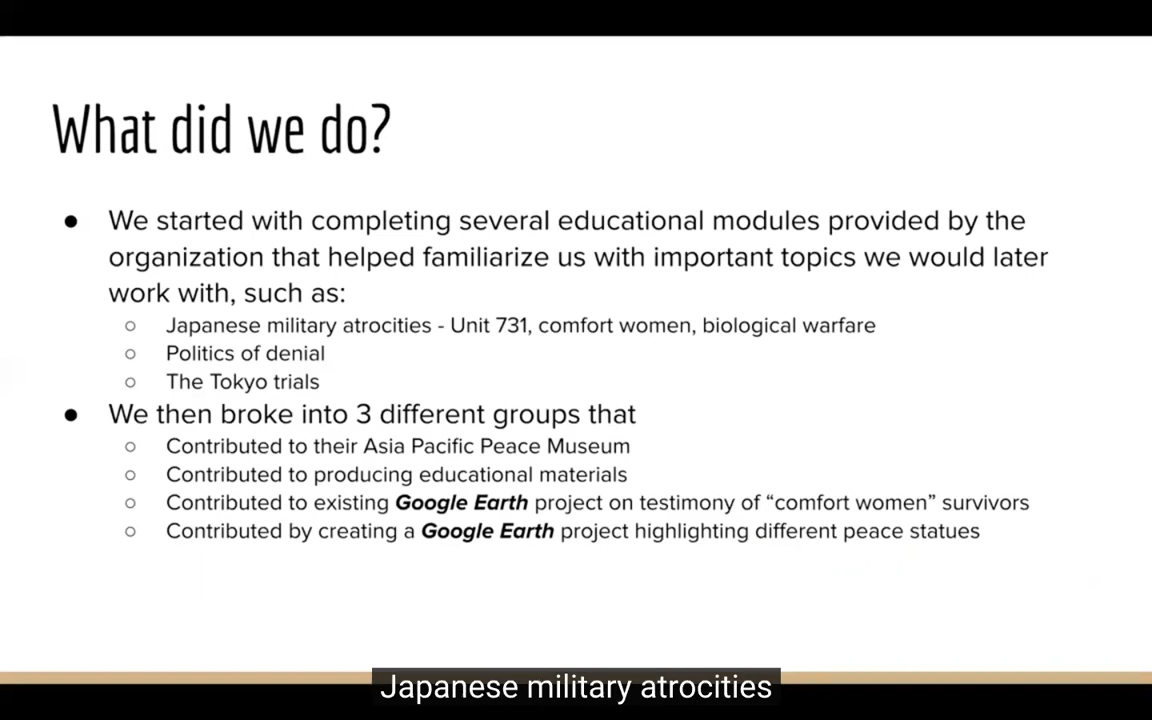 What did we do?
● We started with completing several educational modules provided by the
organization that helped familiarize us with important topics we would later
work with, such as:
○ Japanese military atrocities - Unit 731, comfort women, biological warfare
○ Politics of denial
○ The Tokyo trials
● We then broke into 3 different groups that
○ Contributed to their Asia Pacific Peace Museum
○ Contributed to producing educational materials
○ Contributed to existing Google Earth project on testimony of “comfort women” survivors
○ Contributed by creating a Google Earth project highlighting different peace statues
Japanese military atrocities